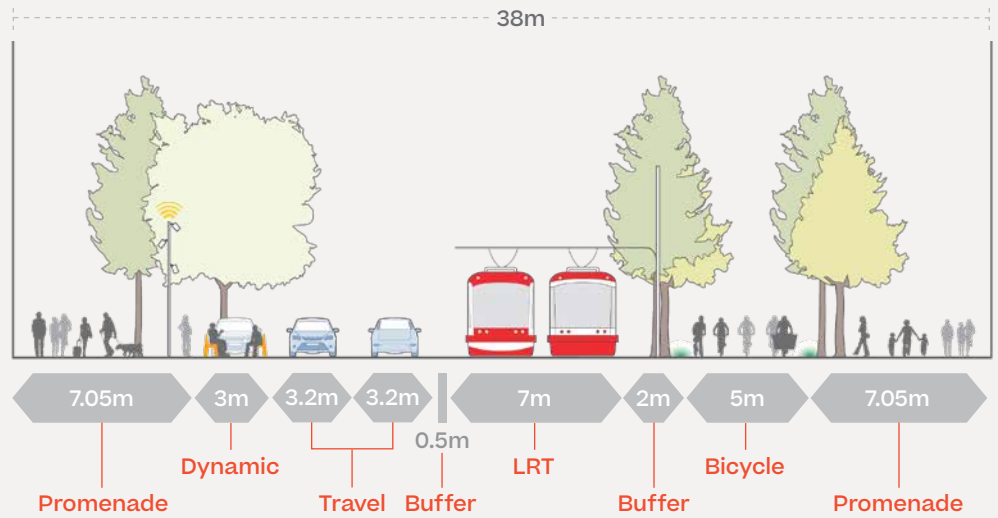 38m
7.05m 3m 3.2m 3.2m 7m 2m 5m 7.05m
0.5m
Dynamic LRT Bicycle
Promenade Travel Buffer Buffer Promenade